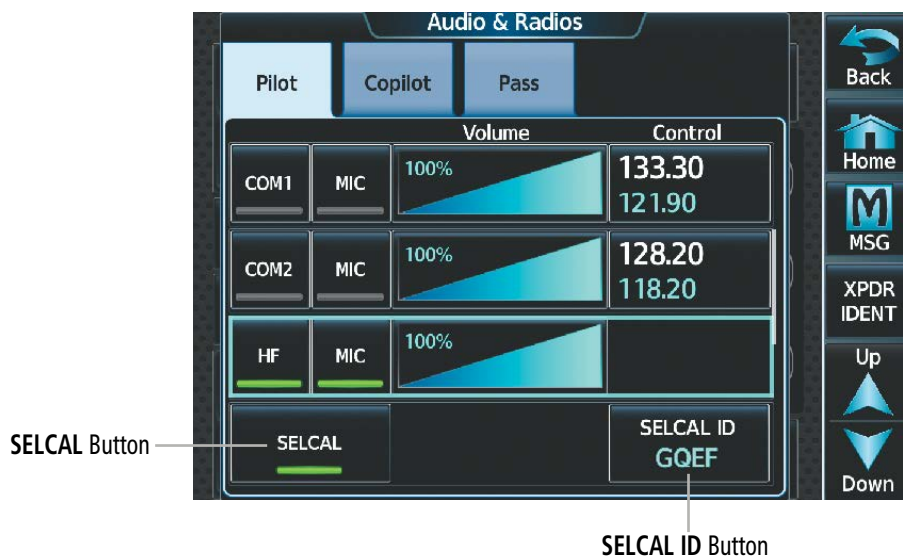 Audio & Radios
Pilot
Copilot
Pass
Volume
Control
COM1
MIC
100%
133.30
121.90
COM2
MIC
100%
128.20
118.20
HF
MIC
100%
SELCAL
SELCAL ID
GQEF
Back
Home
M
MSG
XPDR
IDENT
Up
Down
SELCAL Button
SELCAL ID Button